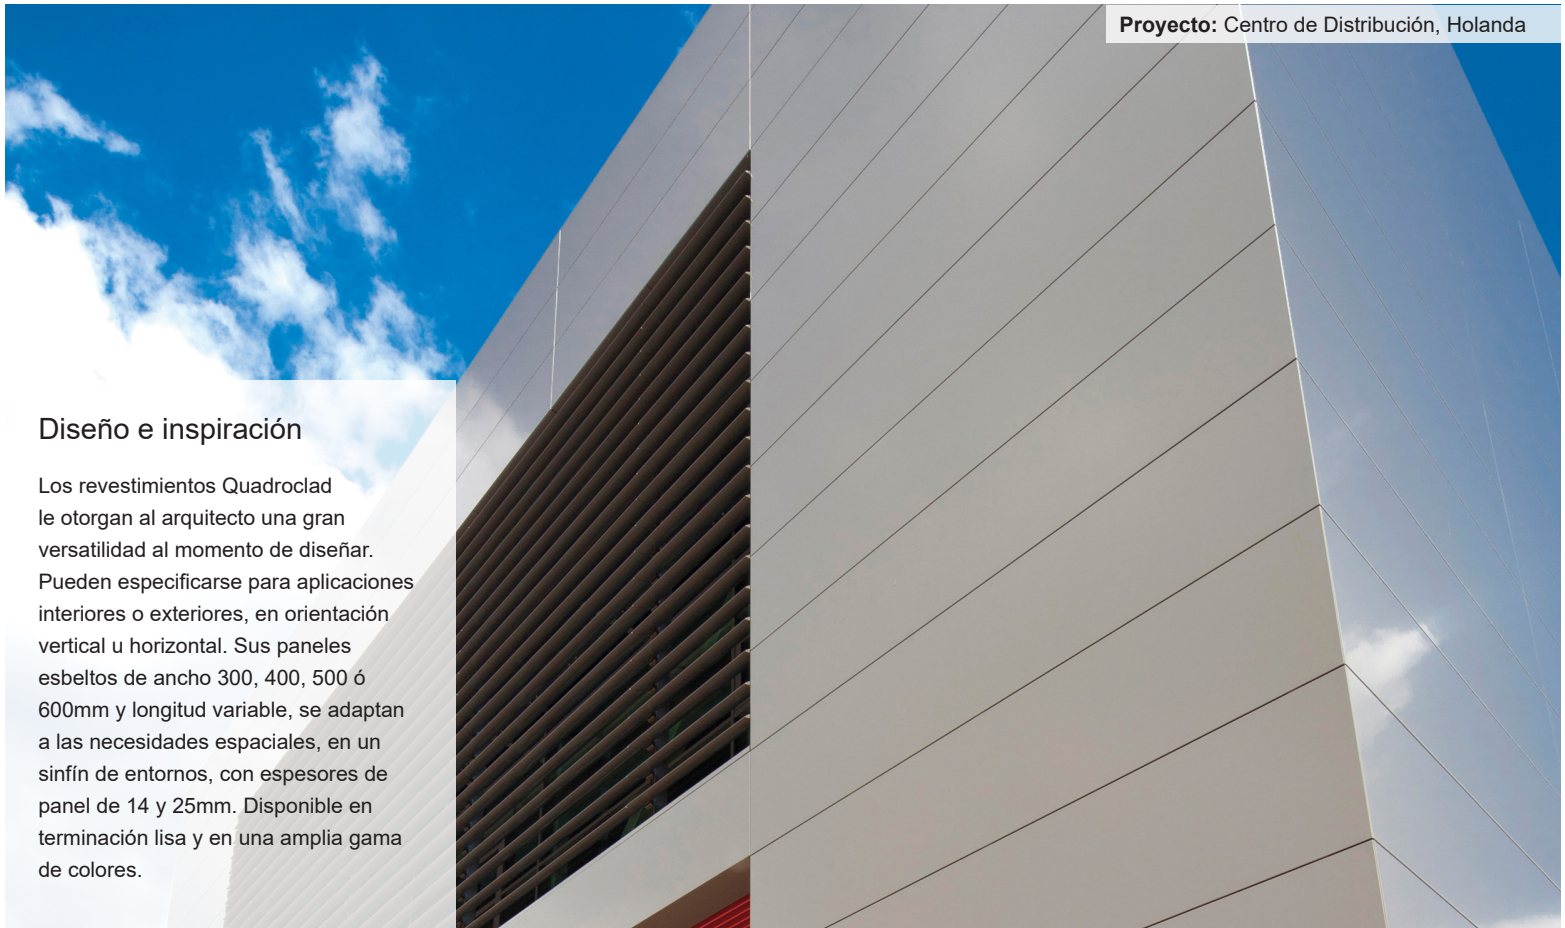 Proyecto: Centro de Distribución, Holanda
Diseño e inspiración
Los revestimientos Quadroclad
le otorgan al arquitecto una gran
versatilidad al momento de diseñar.
Pueden especificarse para aplicaciones
interiores o exteriores, en orientación
vertical u horizontal. Sus paneles
esbeltos de ancho 300, 400, 500 ó
600mm y longitud variable, se adaptan
a las necesidades espaciales, en un
sinfín de entornos, con espesores de
panel de 14 y 25mm. Disponible en
terminación lisa y en una amplia gama
de colores.